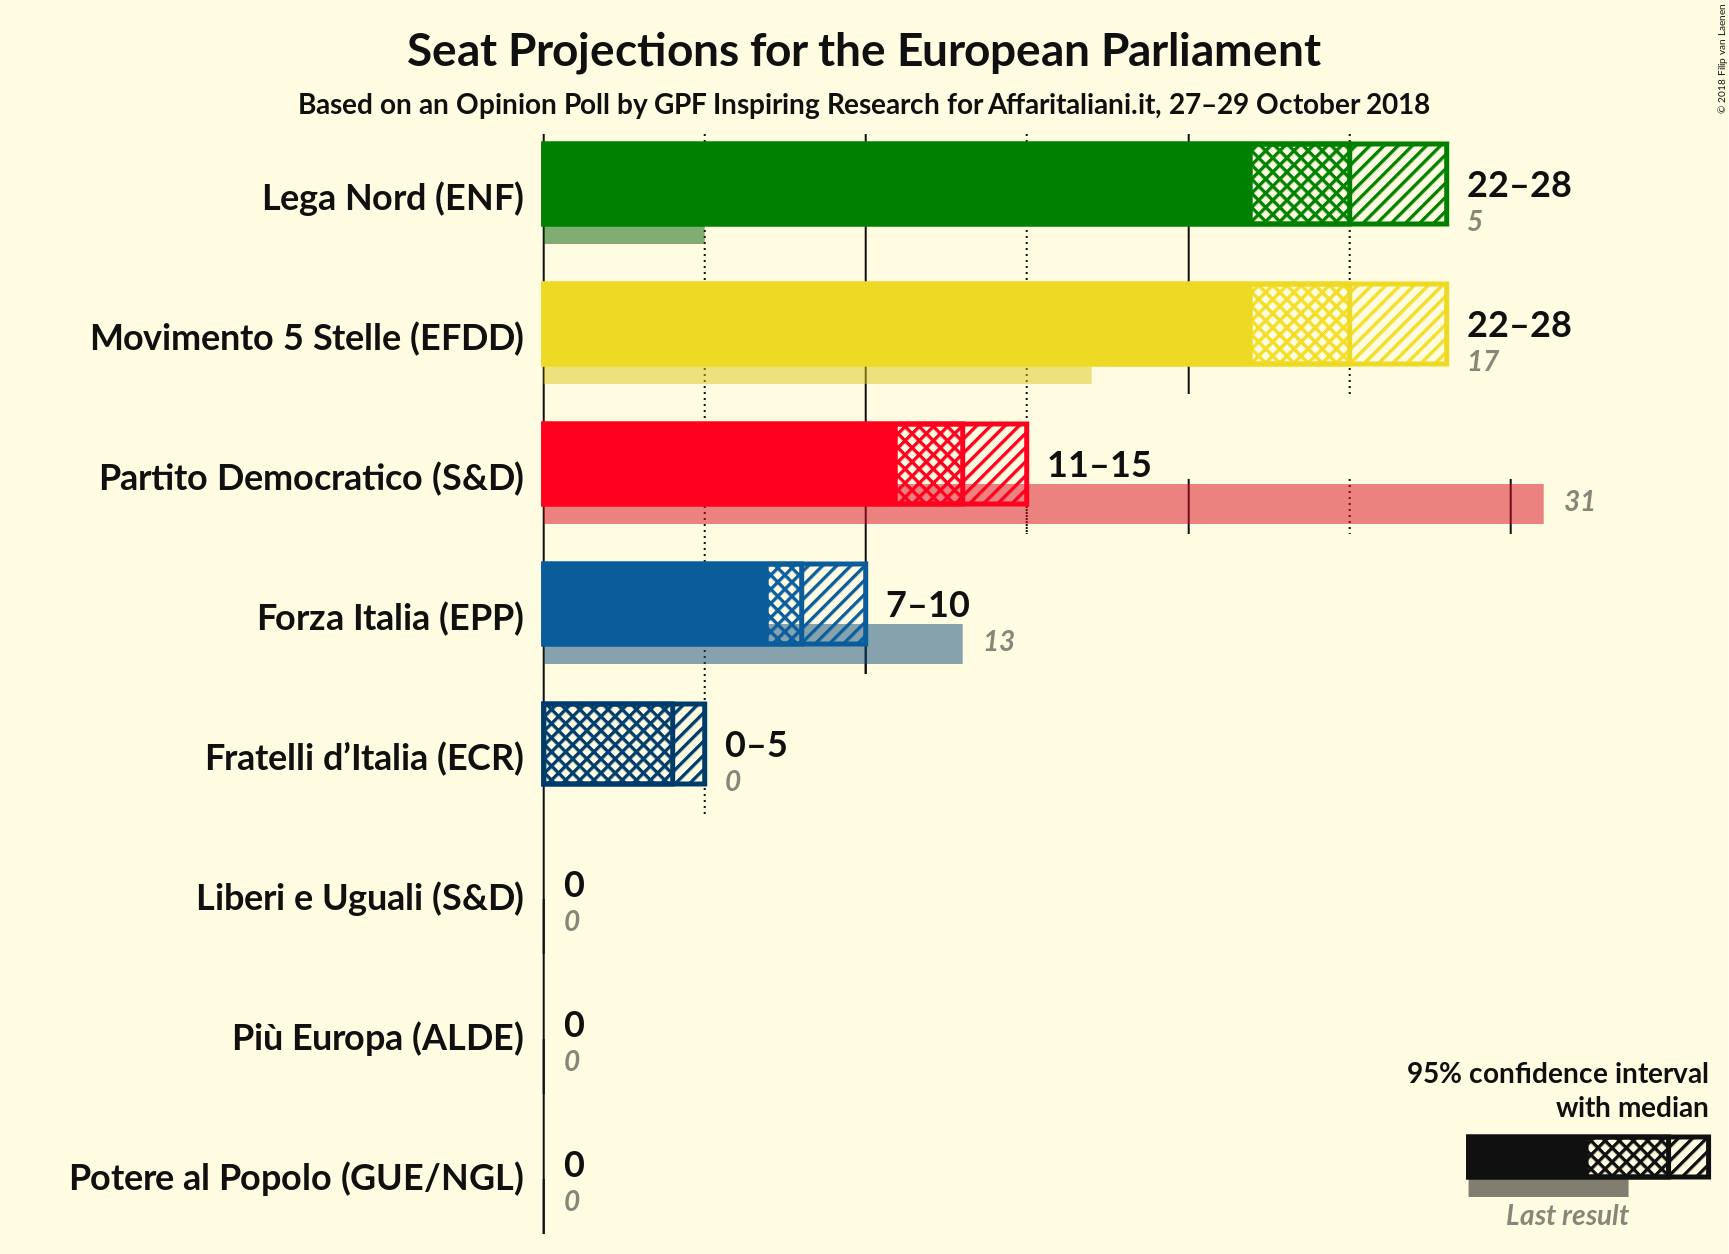 Seat Projections for the European Parliament
Based on an Opinion Poll by GPF Inspiring Research for Affaritaliani.it, 27–29 October 2018
© 2018 Filip van Laenen
Lega Nord (ENF)
22–28
5
Movimento 5 Stelle (EFDD)
22–28
17
Partito Democratico (S&D)
11–15
31
Forza Italia (EPP)
7–10
13
Fratelli d’Italia (ECR)
0–5
0
Liberi e Uguali (S&D)
0
0
Più Europa (ALDE)
0
0
Potere al Popolo (GUE/NGL)
0
0
95% confidence interval
with median
Last result